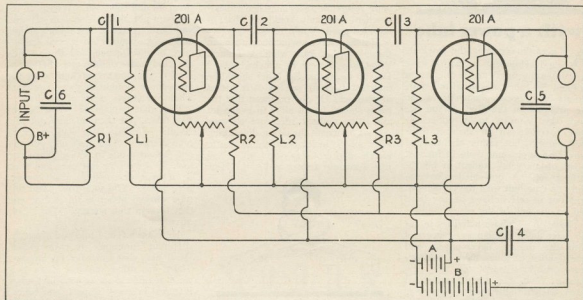 C 1 201 A C 2 201 A C 3 201 A
P
C 6
INPUT
B+
R1 L1 R2 L2 R3 L3
C 5
C 4
- A +
- B +